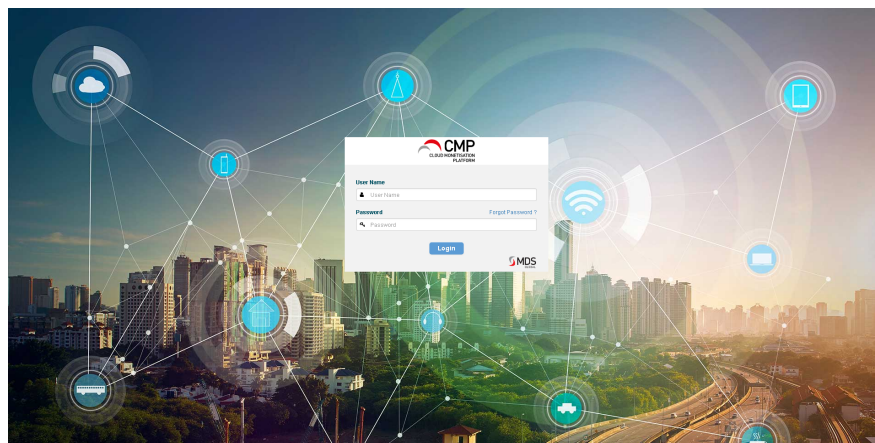 CMP
CLOUD MONETISATION
PLATFORM
User Name
User Name
Password
Forgot Password ?
Password
Login
MDS